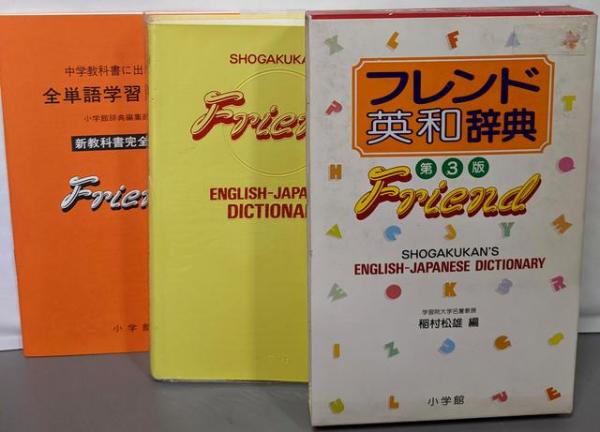 中学教科書に出
全単語学習
小学館辞典編集部
新教科書完全
Frien
小学館
SHOGAKUKAN
Frien
ENGLISH-JAPA
DICTIONA
フレンド
英和辞典
第3版
Friend
SHOGAKUKAN'S
ENGLISH-JAPANESE DICTIONARY
学習院大学名誉教授
稲村松雄 編
小学館